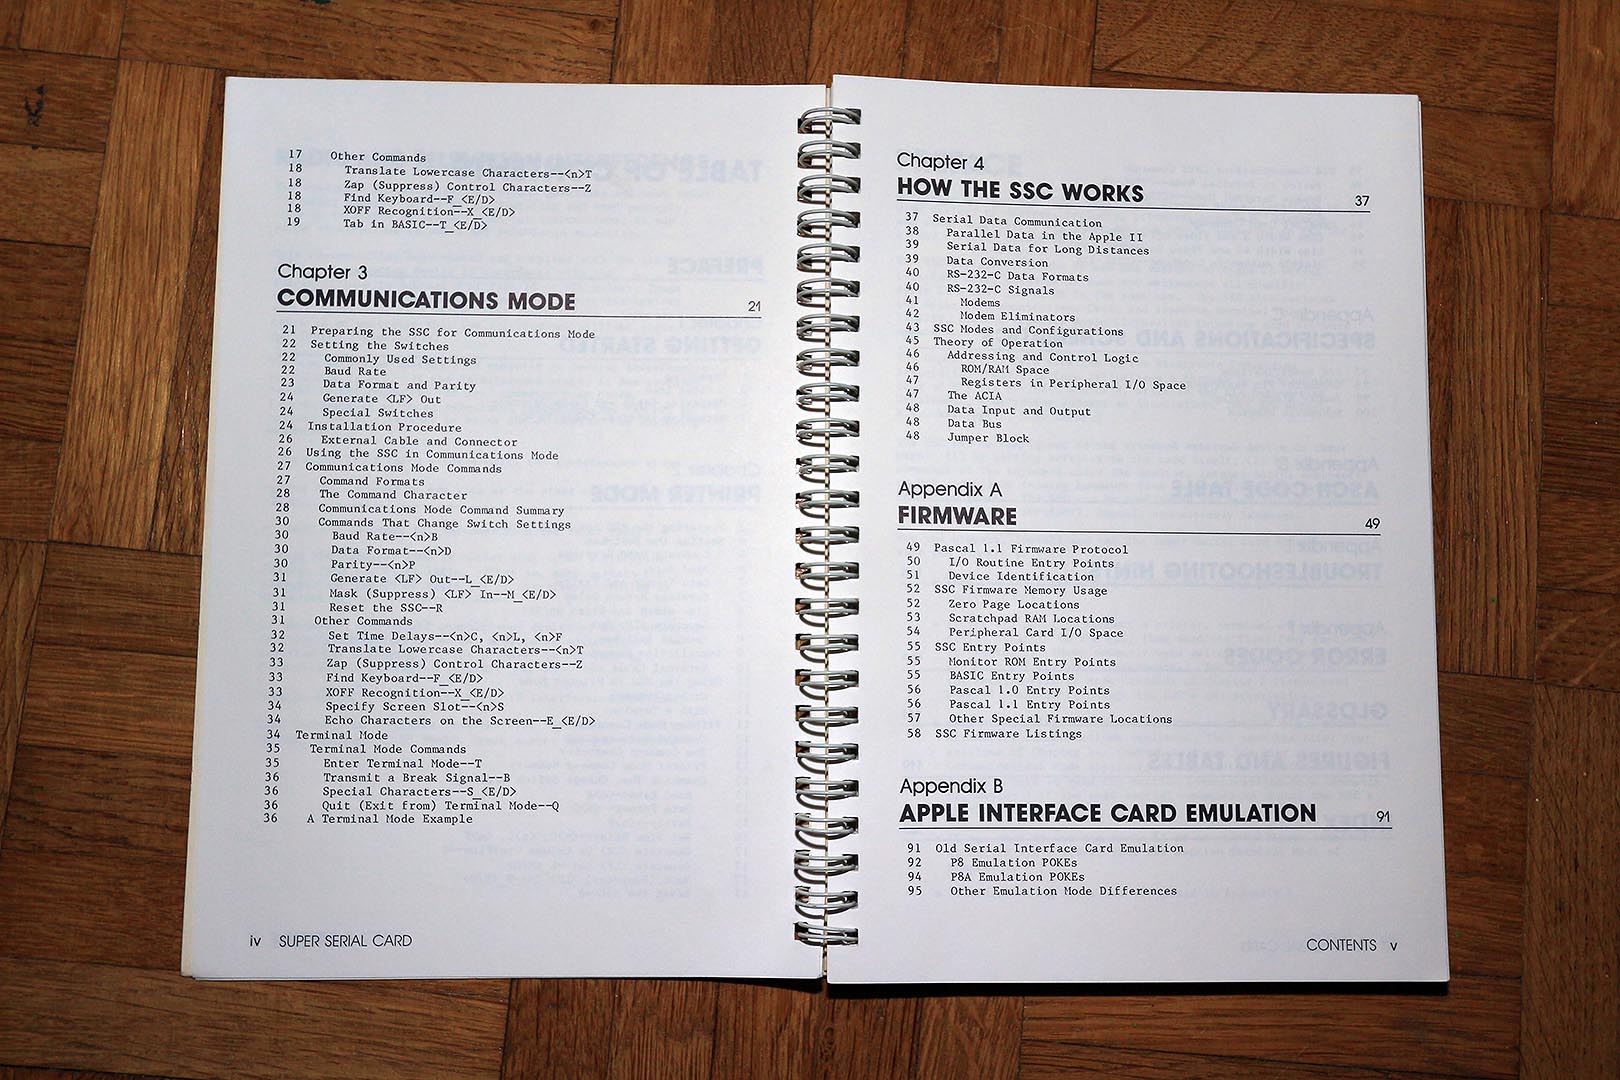 17 Other Commands
18 Translate Lowercase Characters--<n>T
18 Zap (Suppress) Control Characters--Z
18 Find Keyboard--F_<E/D>
18 XOFF Recognition--X_<E/D>
19 Tab in BASIC--T_<E/D>
Chapter 3
COMMUNICATIONS MODE 21
21 Preparing the SSC for Communications Mode
22 Setting the Switches
22 Commonly Used Settings
22 Baud Rate
23 Data Format and Parity
24 Generate <LF> Out
24 Special Switches
24 Installation Procedure
26 External Cable and Connector
26 Using the SSC in Communications Mode
27 Communications Mode Commands
27 Command Formats
28 The Command Character
28 Communications Mode Command Summary
30 Commands That Change Switch Settings
30 Baud Rate--<n>B
30 Data Format--<n>D
30 Parity--<n>P
31 Generate <LF> Out--L_<E/D>
31 Mask (Suppress) <LF> In--M_<E/D>
31 Reset the SSC--R
31 Other Commands
32 Set Time Delays--<n>C, <n>L, <n>F
32 Translate Lowercase Characters--<n>T
33 Zap (Suppress) Control Characters--Z
33 Find Keyboard--F_<E/D>
33 XOFF Recognition--X_<E/D>
34 Specify Screen Slot--<n>S
34 Echo Characters on the Screen--E_<E/D>
34 Terminal Mode
35 Terminal Mode Commands
35 Enter Terminal Mode--T
36 Transmit a Break Signal--B
36 Special Characters--S_<E/D>
36 Quit (Exit from) Terminal Mode--Q
36 A Terminal Mode Example
iv SUPER SERIAL CARD
Chapter 4
HOW THE SSC WORKS 37
37 Serial Data Communication
38 Parallel Data in the Apple II
39 Serial Data for Long Distances
39 Data Conversion
40 RS-232-C Data Formats
40 RS-232-C Signals
41 Modems
42 Modem Eliminators
43 SSC Modes and Configurations
45 Theory of Operation
46 Addressing and Control Logic
46 ROM/RAM Space
47 Registers in Peripheral I/O Space
47 The ACIA
48 Data Input and Output
48 Data Bus
48 Jumper Block
Appendix A
FIRMWARE 49
49 Pascal 1.1 Firmware Protocol
50 I/O Routine Entry Points
51 Device Identification
52 SSC Firmware Memory Usage
52 Zero Page Locations
53 Scratchpad RAM Locations
54 Peripheral Card I/O Space
55 SSC Entry Points
55 Monitor ROM Entry Points
55 BASIC Entry Points
56 Pascal 1.0 Entry Points
56 Pascal 1.1 Entry Points
57 Other Special Firmware Locations
58 SSC Firmware Listings
Appendix B
APPLE INTERFACE CARD EMULATION 91
91 Old Serial Interface Card Emulation
92 P8 Emulation POKEs
94 P8A Emulation POKEs
95 Other Emulation Mode Differences
CONTENTS v